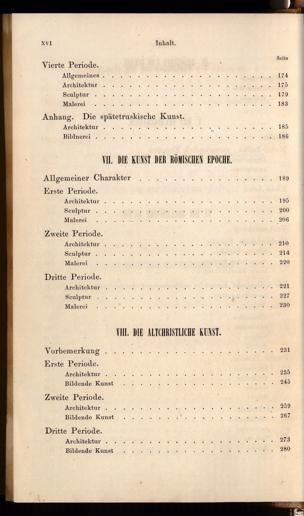 XVI Inhalt.
Seite
Vierte Periode.
Allgemeines . . . . . . . . . . 174
Architektur . . . . . . . . . . 175
Sculptur . . . . . . . . . . 179
Malerei . . . . . . . . . . 183
Anhang. Die spätetruskische Kunst.
Architektur . . . . . . . . . . 185
Bildnerei . . . . . . . . . . 186
VII. DIE KUNST DER RÖMISCHEN EPOCHE.
Allgemeiner Charakter . . . . . . . . . . 189
Erste Periode.
Architektur . . . . . . . . . . 195
Sculptur . . . . . . . . . . 200
Malerei . . . . . . . . . . 206
Zweite Periode.
Architektur . . . . . . . . . . 210
Sculptur . . . . . . . . . . 214
Malerei . . . . . . . . . . 220
Dritte Periode.
Architektur . . . . . . . . . . 221
Sculptur . . . . . . . . . . 227
Malerei . . . . . . . . . . 230
VIII. DIE ALTCHRISTLICHE KUNST.
Vorbemerkung . . . . . . . . . . 231
Erste Periode.
Architektur . . . . . . . . . . 235
Bildende Kunst . . . . . . . . . . 245
Zweite Periode.
Architektur . . . . . . . . . . 259
Bildende Kunst . . . . . . . . . . 267
Dritte Periode.
Architektur . . . . . . . . . . 273
Bildende Kunst . . . . . . . . . . 280